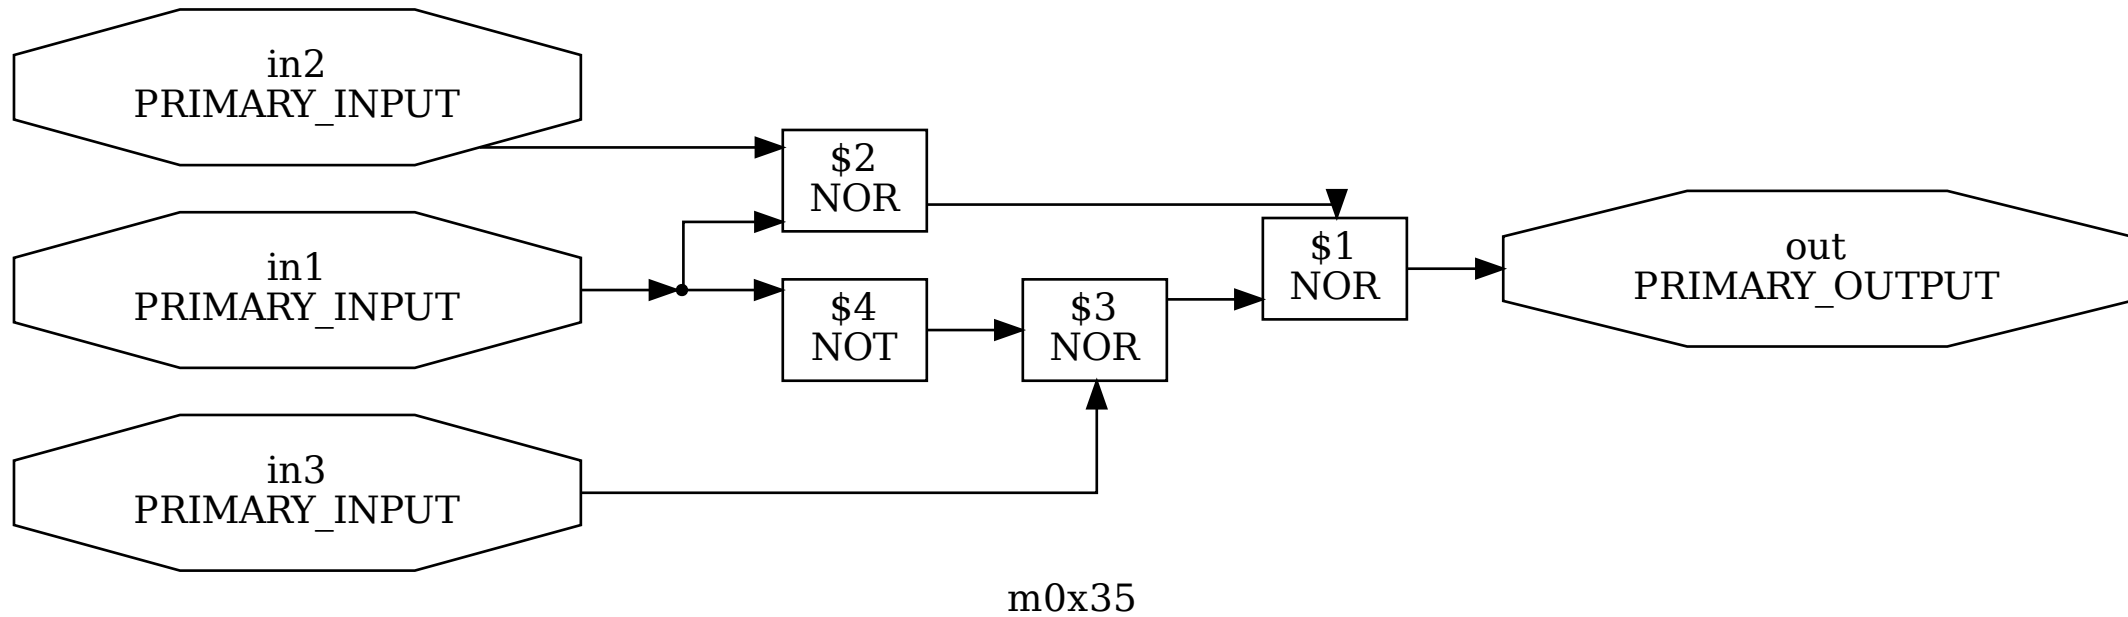 in2
PRIMARY_INPUT
$2
NOR
in1
PRIMARY_INPUT
$4
NOT
$3
NOR
$1
NOR
out
PRIMARY_OUTPUT
in3
PRIMARY_INPUT
m0x35